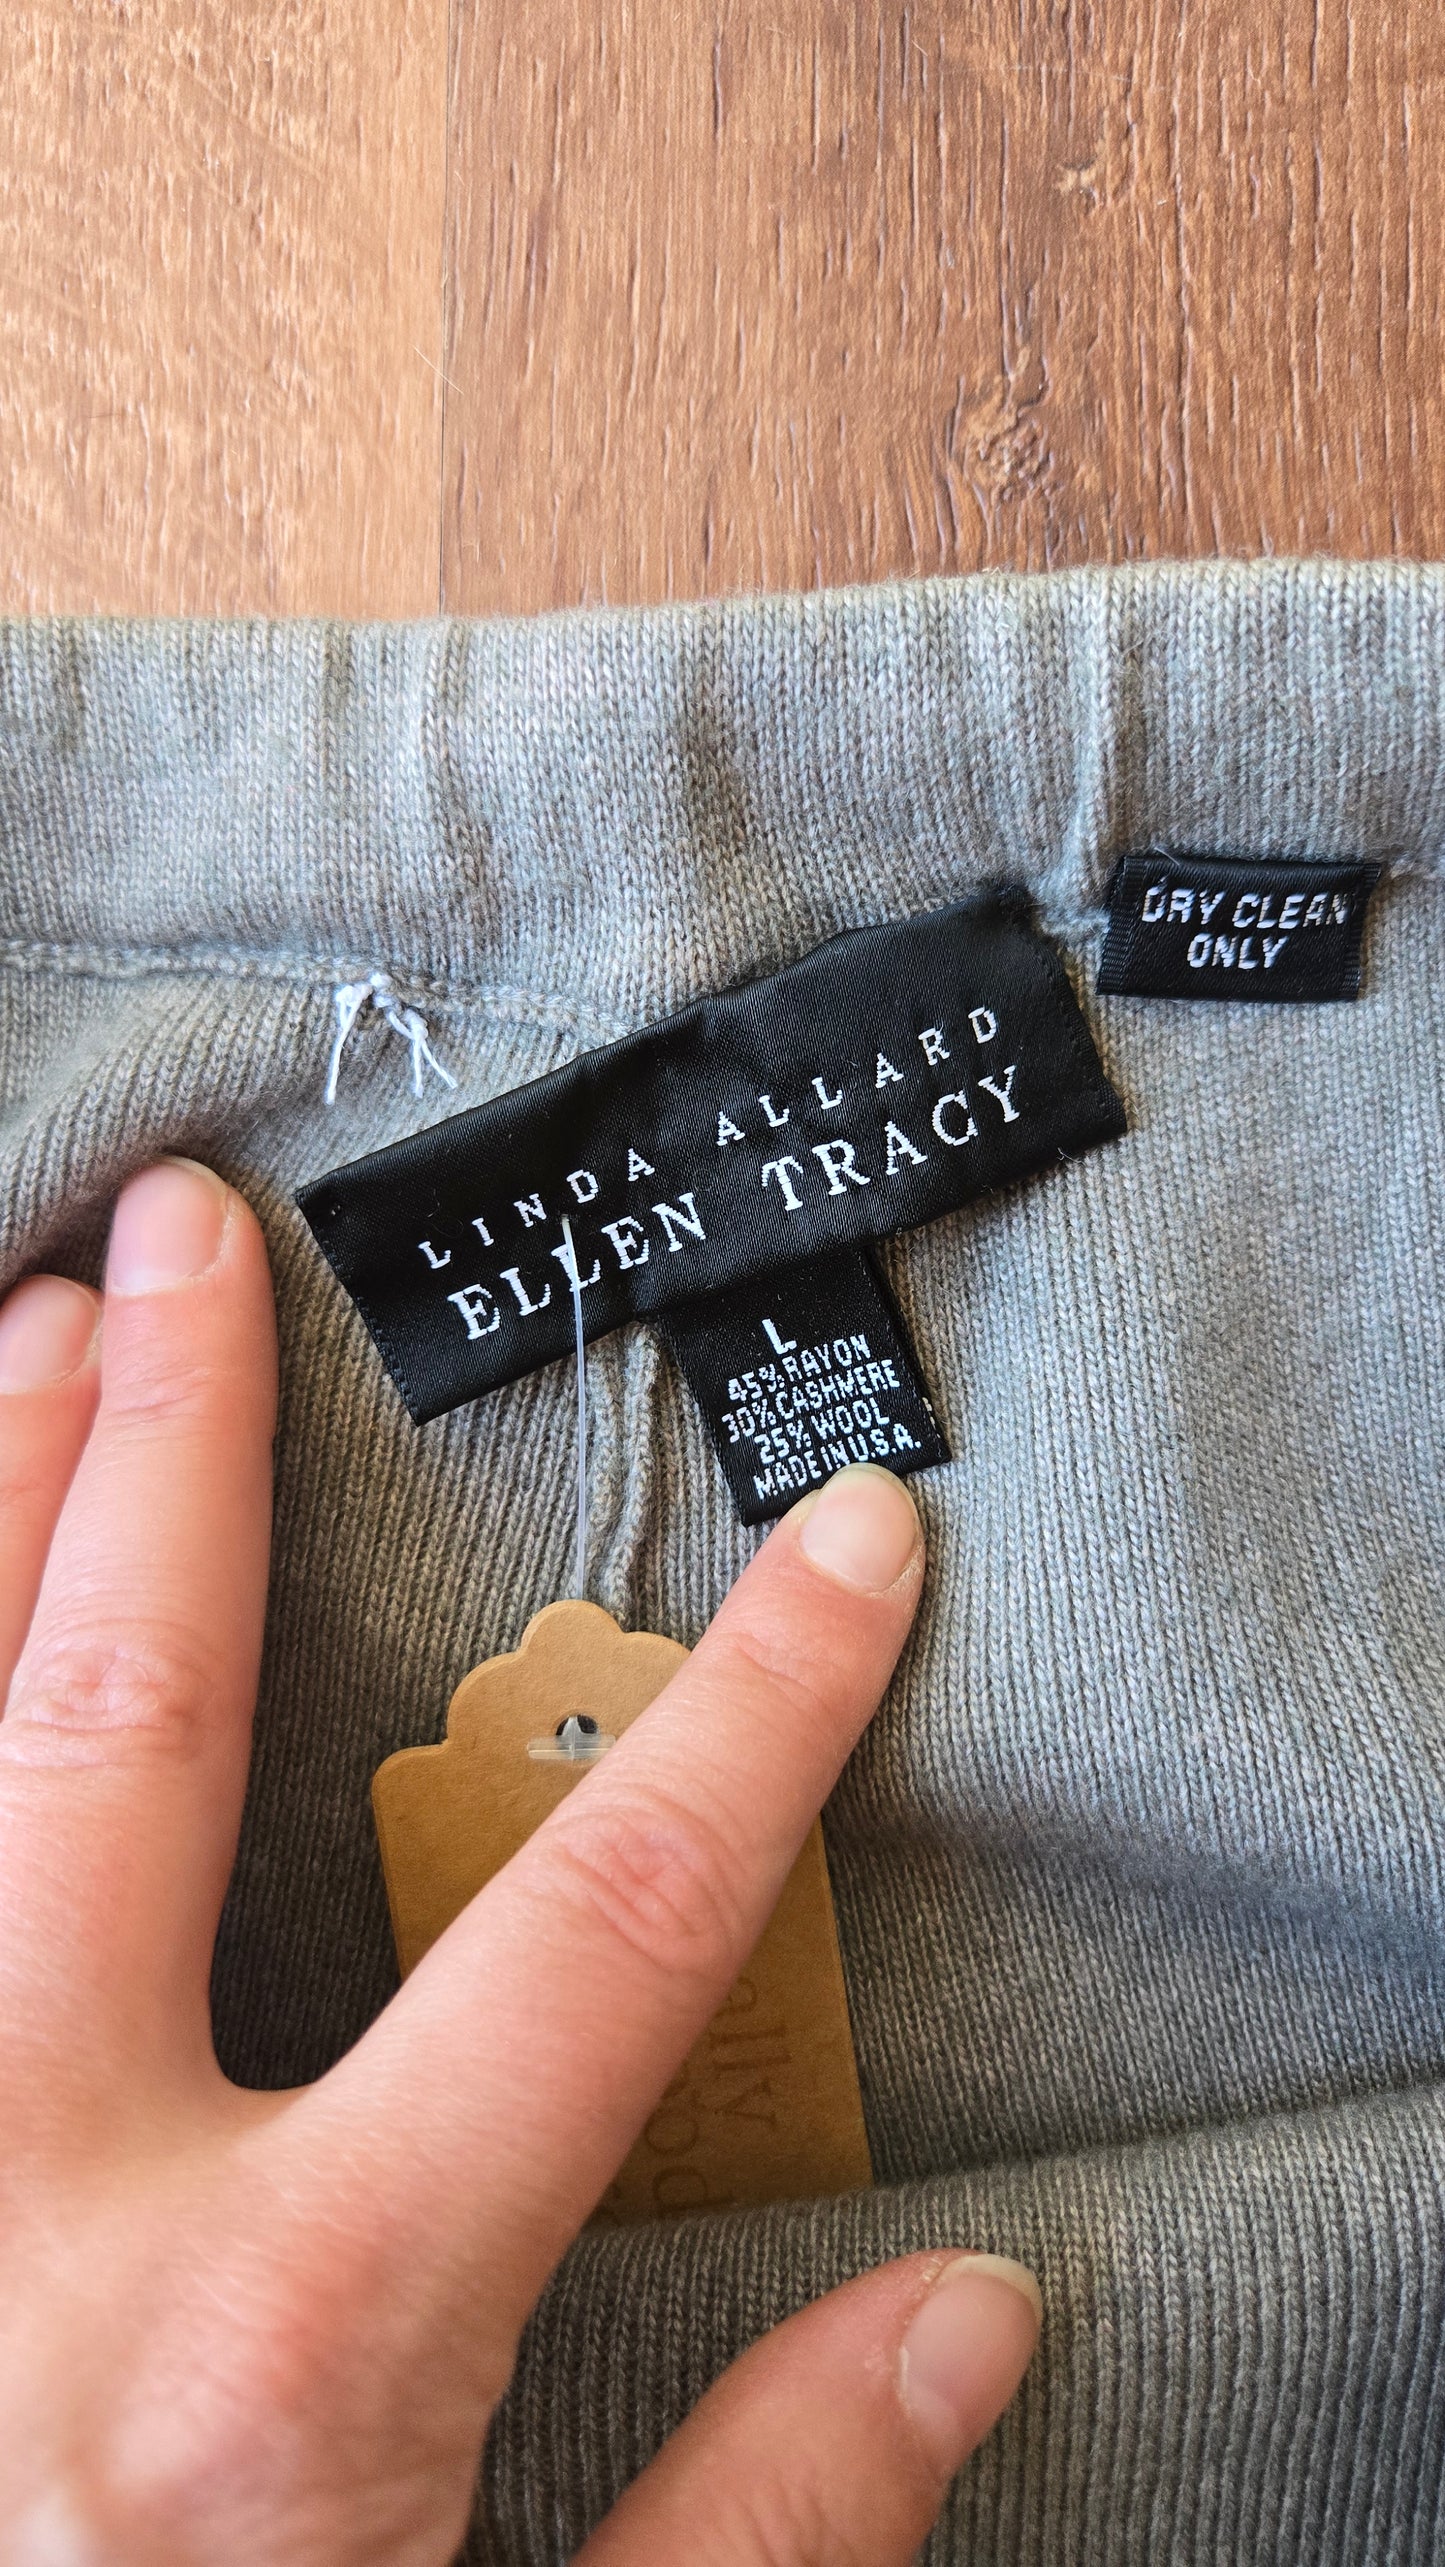 DRY CLEAN
ONLY
LINDA ALLARD
ELLEN TRACY
L
45% RAYON
30% CASHMERE
25% WOOL
MADE IN U.S.A.